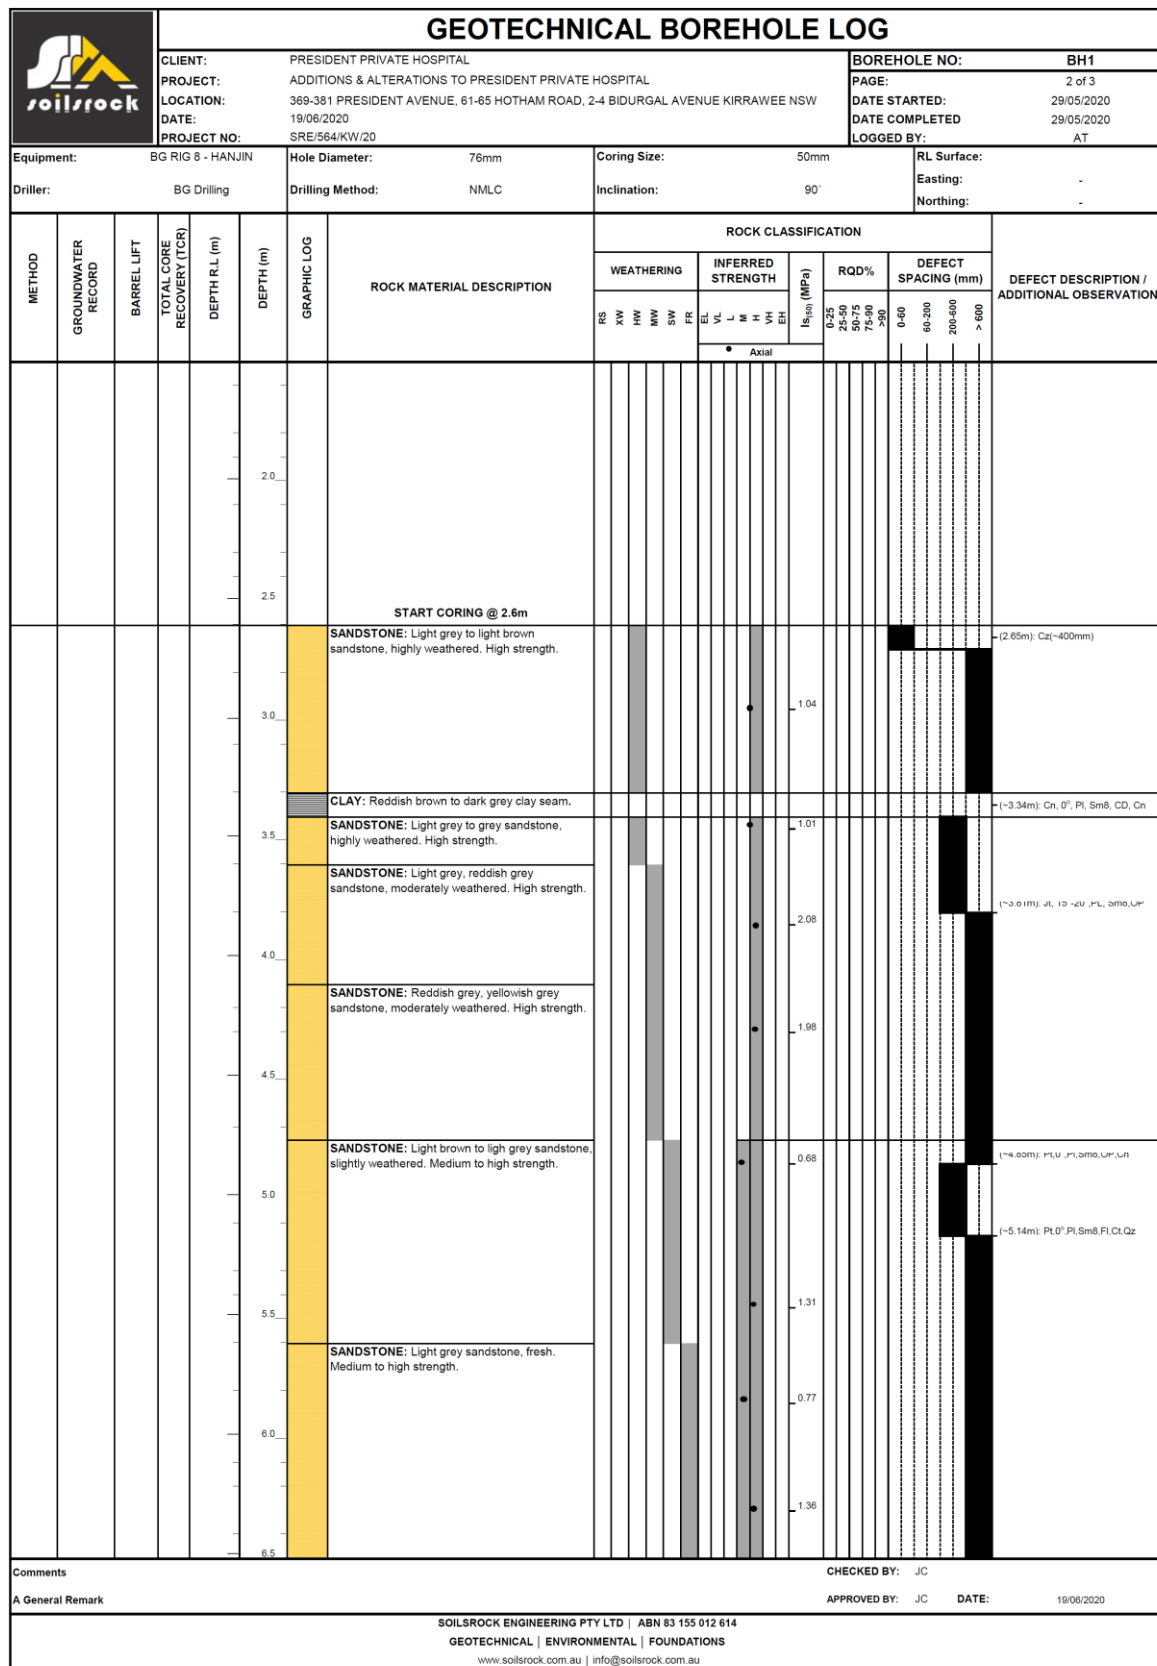 GEOTECHNICAL BOREHOLE LOG
soilsrock
CLIENT: PRESIDENT PRIVATE HOSPITAL
PROJECT: ADDITIONS & ALTERATIONS TO PRESIDENT PRIVATE HOSPITAL
LOCATION: 369-381 PRESIDENT AVENUE, 61-65 HOTHAM ROAD, 2-4 BIDURGAL AVENUE KIRRAWEE NSW
DATE: 19/06/2020
PROJECT NO: SRE/564/KW/20
BOREHOLE NO: BH1
PAGE: 2 of 3
DATE STARTED: 29/05/2020
DATE COMPLETED 29/05/2020
LOGGED BY: AT
Equipment: BG RIG 8 - HANJIN
Driller: BG Drilling
Hole Diameter: 76mm
Drilling Method: NMLC
Coring Size: 50mm
Inclination: 90°
RL Surface:
Easting: -
Northing: -
METHOD
GROUNDWATER RECORD
BARREL LIFT
TOTAL CORE RECOVERY (TCR)
DEPTH R.L (m)
DEPTH (m)
GRAPHIC LOG
ROCK MATERIAL DESCRIPTION
ROCK CLASSIFICATION
WEATHERING
RS XW HW MW SW FR
INFERRED STRENGTH
EL VL L M H VH EH
Axial
Is(50) (MPa)
RQD%
0-25 25-50 50-75 75-90 >90
DEFECT SPACING (mm)
0-60 60-200 200-600 > 600
DEFECT DESCRIPTION / ADDITIONAL OBSERVATION
2.0
2.5
START CORING @ 2.6m
SANDSTONE: Light grey to light brown
sandstone, highly weathered. High strength.
(2.65m): Cz(~400mm)
3.0
1.04
CLAY: Reddish brown to dark grey clay seam.
(~3.34m): Cn, 0°, Pl, Sm8, CD, Cn
SANDSTONE: Light grey to grey sandstone,
highly weathered. High strength.
3.5
1.01
SANDSTONE: Light grey, reddish grey
sandstone, moderately weathered. High strength.
(~3.81m): Jt, 15°-20°,PL, Sm8,OP
2.08
4.0
SANDSTONE: Reddish grey, yellowish grey
sandstone, moderately weathered. High strength.
1.98
4.5
SANDSTONE: Light brown to ligh grey sandstone,
slightly weathered. Medium to high strength.
0.68
(~4.85m): Pt,0°,Pl,Sm8,OP,Cn
5.0
(~5.14m): Pt,0°,Pl,Sm8,Fl,Ct,Qz
5.5
1.31
SANDSTONE: Light grey sandstone, fresh.
Medium to high strength.
0.77
6.0
1.36
6.5
Comments
A General Remark
CHECKED BY: JC
APPROVED BY: JC DATE: 19/06/2020
SOILSROCK ENGINEERING PTY LTD | ABN 83 155 012 614
GEOTECHNICAL | ENVIRONMENTAL | FOUNDATIONS
www.soilsrock.com.au | info@soilsrock.com.au